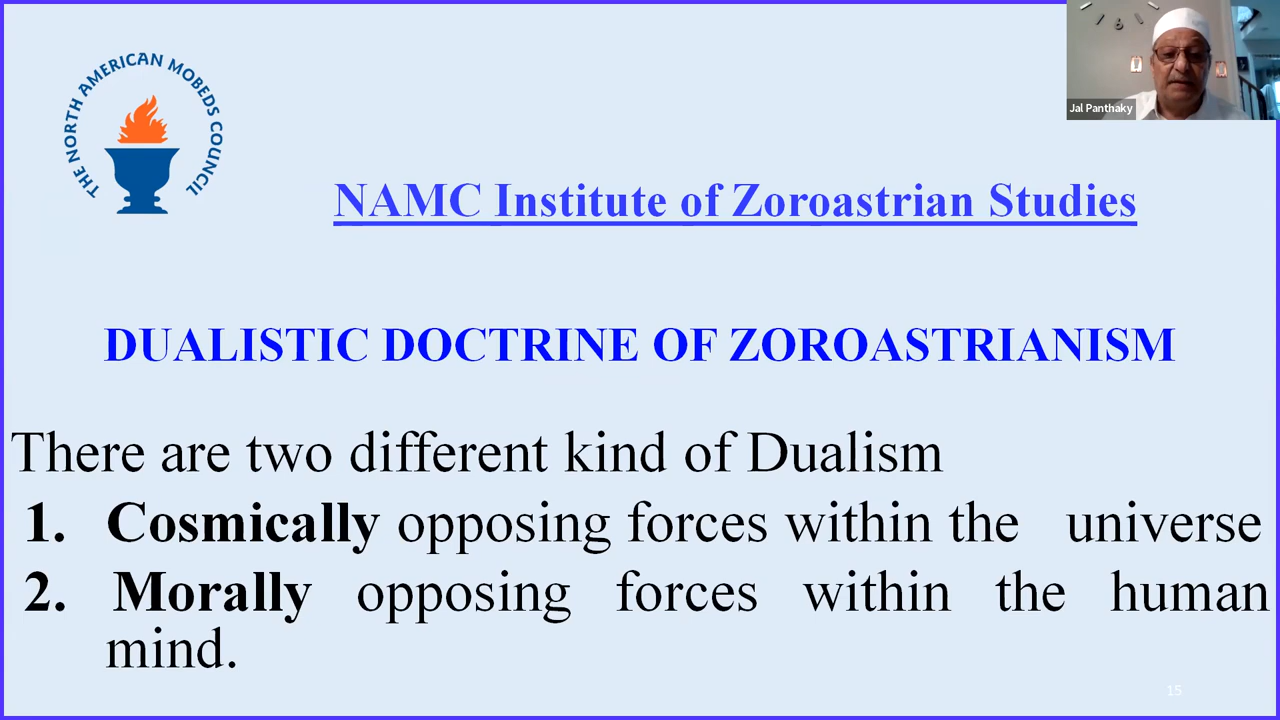 THE NORTH AMERICAN MOBEDS COUNCIL
6
Jal Panthaky
NAMC Institute of Zoroastrian Studies
DUALISTIC DOCTRINE OF ZOROASTRIANISM
There are two different kind of Dualism
1. Cosmically opposing forces within the universe
2. Morally opposing forces within the human
mind.
15